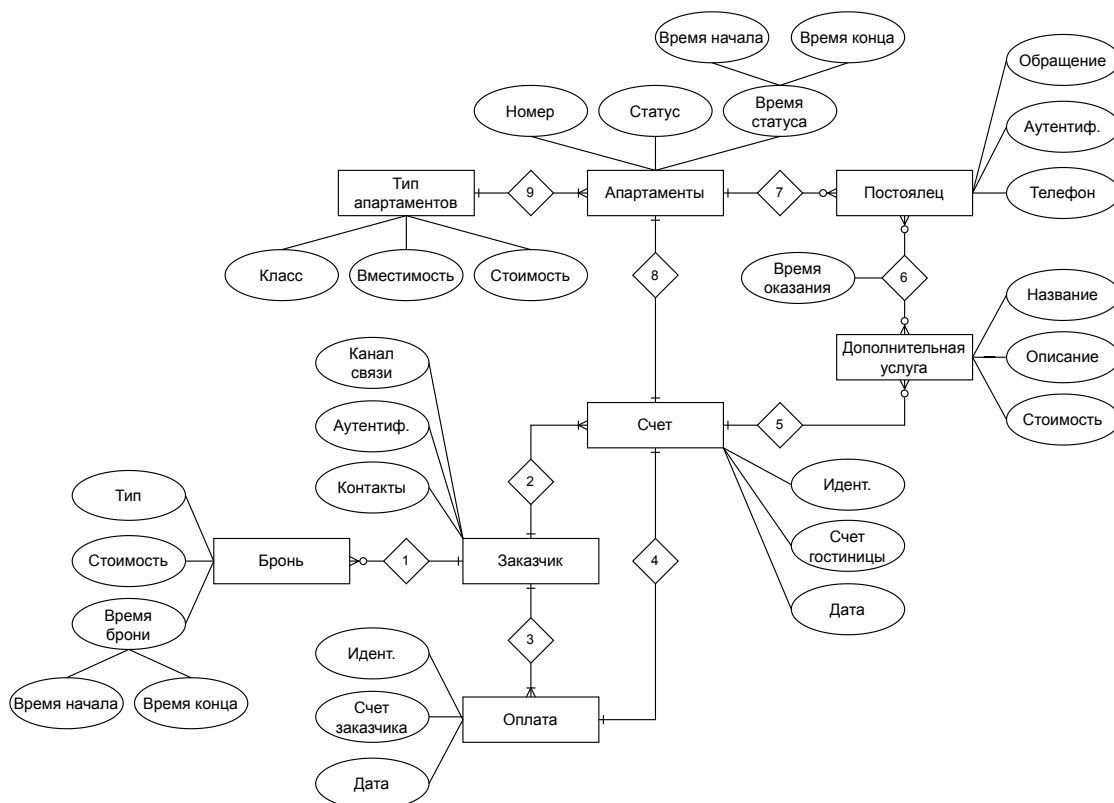 Время начала
Время конца
Обращение
Номер
Статус
Время
статуса
Аутентиф.
Тип
апартаментов
9
Апартаменты
7
Постоялец
Телефон
Класс
Вместимость
Стоимость
8
Время
оказания
6
Название
Дополнительная
услуга
Описание
Канал
связи
Стоимость
Аутентиф.
Счет
5
Контакты
2
Идент.
Тип
Стоимость
Бронь
1
Заказчик
4
Счет
гостиницы
Время
брони
3
Дата
Идент.
Время начала
Время конца
Счет
заказчика
Оплата
Дата